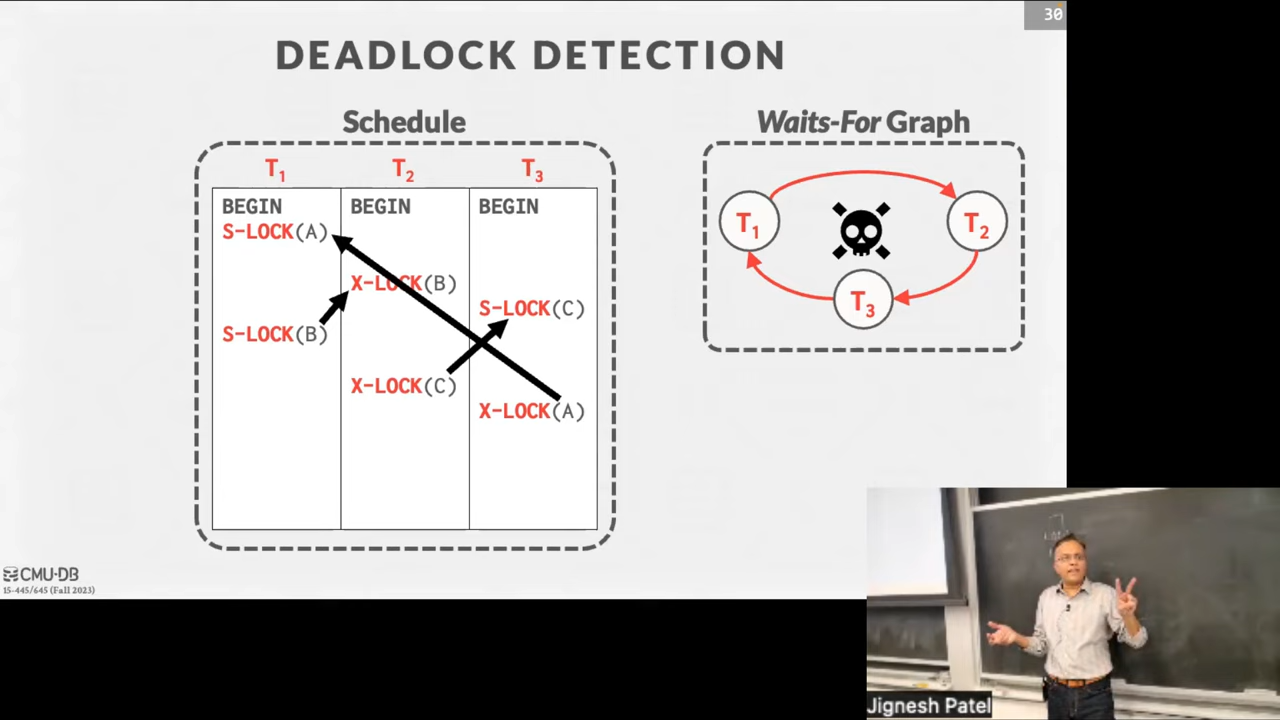 30
DEADLOCK DETECTION
Schedule
T1 T2 T3
BEGIN BEGIN BEGIN
S-LOCK(A)
X-LOCK(B)
S-LOCK(C)
S-LOCK(B)
X-LOCK(C)
X-LOCK(A)
Waits-For Graph
T1
T2
T3
CMU·DB
15-445/645 (Fall 2023)
Jignesh Patel